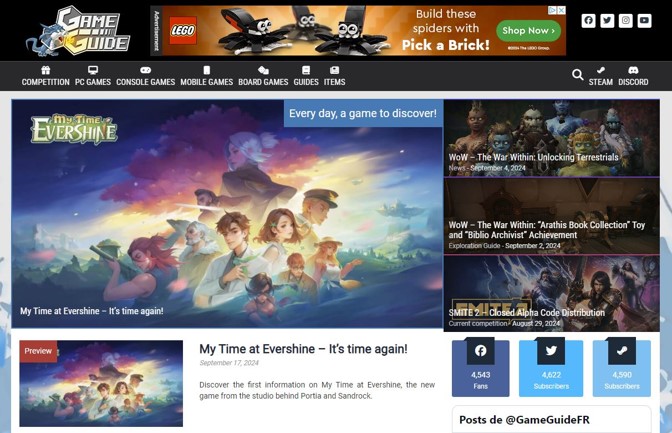 GAME
GUIDE
Advertisement
LEGO
Build these
spiders with
Pick a Brick!
Shop Now >
©2024 The LEGO Group.
COMPETITION PC GAMES CONSOLE GAMES MOBILE GAMES BOARD GAMES GUIDES ITEMS
STEAM DISCORD
My Time at
EVERSHINE
Every day, a game to discover!
My Time at Evershine – It's time again!
WoW – The War Within: Unlocking Terrestrials
News - September 4, 2024
WoW – The War Within: “Arathis Book Collection” Toy
and “Biblio Archivist” Achievement
Exploration Guide - September 2, 2024
SMITE 2
SMITE 2 – Closed Alpha Code Distribution
Current competition - August 29, 2024
Preview
My Time at Evershine – It's time again!
September 17, 2024
Discover the first information on My Time at Evershine, the new
game from the studio behind Portia and Sandrock.
4,543
Fans
4,622
Subscribers
4,590
Subscribers
Posts de @GameGuideFR